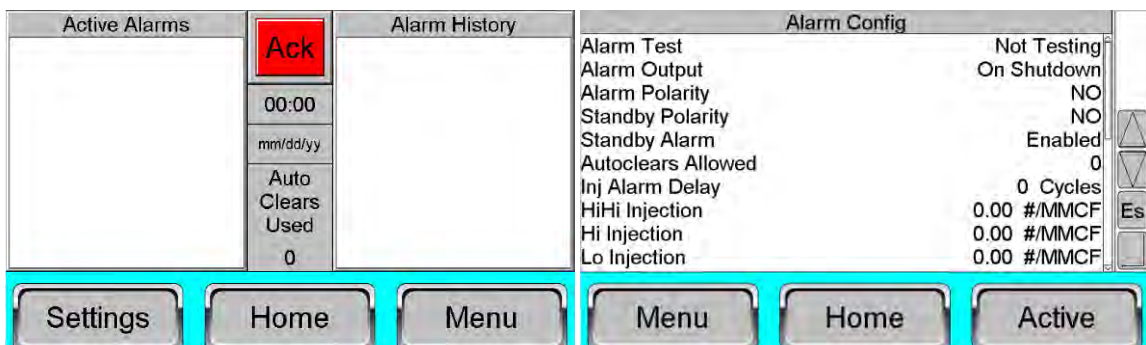 Active Alarms
Ack
Alarm History
00:00
mm/dd/yy
Auto
Clears
Used
0
Settings
Home
Menu
Alarm Config
Alarm Test Not Testing
Alarm Output On Shutdown
Alarm Polarity NO
Standby Polarity NO
Standby Alarm Enabled
Autoclears Allowed 0
Inj Alarm Delay 0 Cycles
HiHi Injection 0.00 #/MMCF
Hi Injection 0.00 #/MMCF
Lo Injection 0.00 #/MMCF
Es
Menu
Home
Active